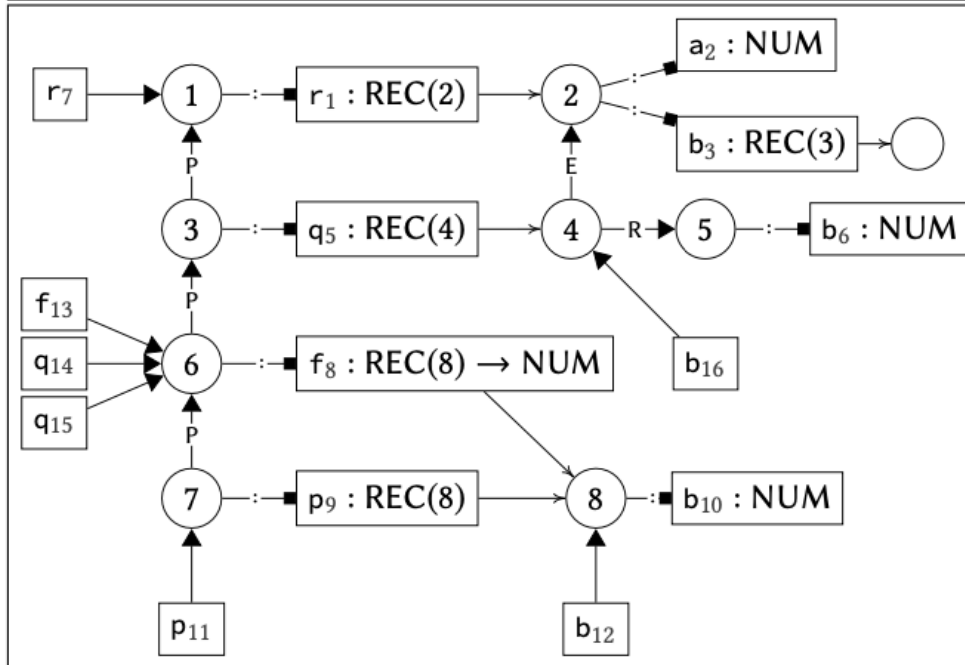 a2 : NUM
r7 1 : r1 : REC(2) 2 :
: b3 : REC(3)
P E
3 : q5 : REC(4) 4 R 5 : b6 : NUM
P
f13
q14 6 : f8 : REC(8) → NUM b16
q15
P
7 : p9 : REC(8) 8 : b10 : NUM
p11 b12